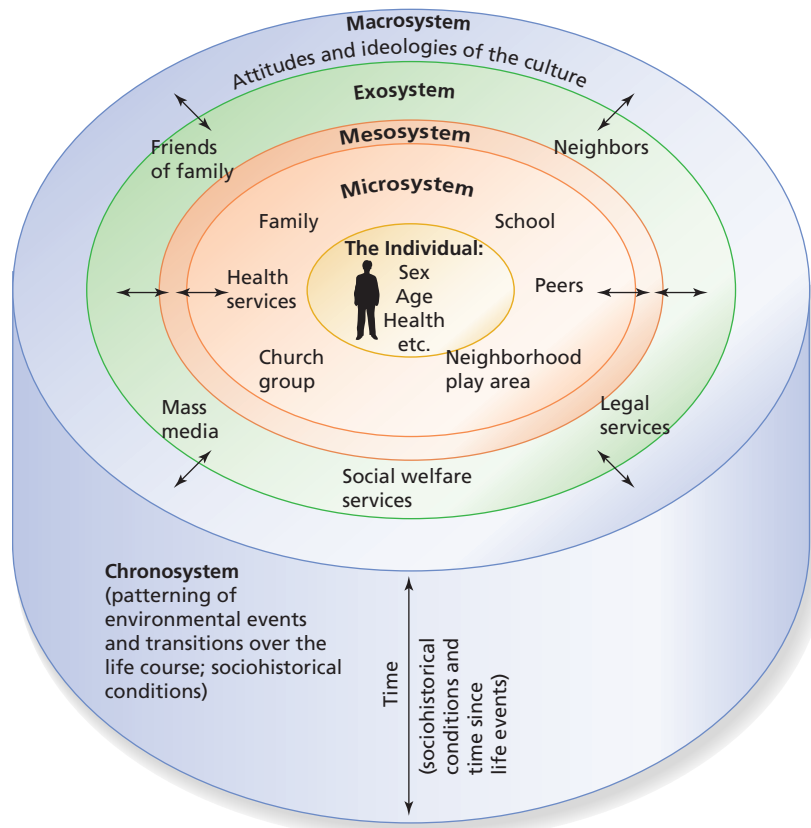 Macrosystem
Attitudes and ideologies of the culture
Exosystem
Mesosystem
Friends
of family
Neighbors
Microsystem
Family
School
The Individual:
Sex
Age
Health
etc.
Health
services
Peers
Church
group
Neighborhood
play area
Mass
media
Legal
services
Social welfare
services
Chronosystem
(patterning of
environmental events
and transitions over the
life course; sociohistorical
conditions)
Time
(sociohistorical
conditions and
time since
life events)